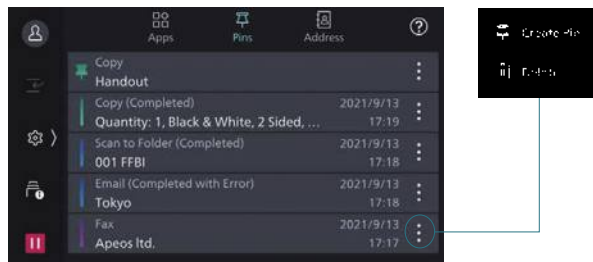 Apps
Pins
Address
Copy
Handout
Copy (Completed)
2021/9/13
Quantity: 1, Black & White, 2 Sided, ...
17:19
Scan to Folder (Completed)
2021/9/13
001 FFBI
17:18
Email (Completed with Error)
2021/9/13
Tokyo
17:18
Fax
2021/9/13
Apeos ltd.
17:17
Create Pin